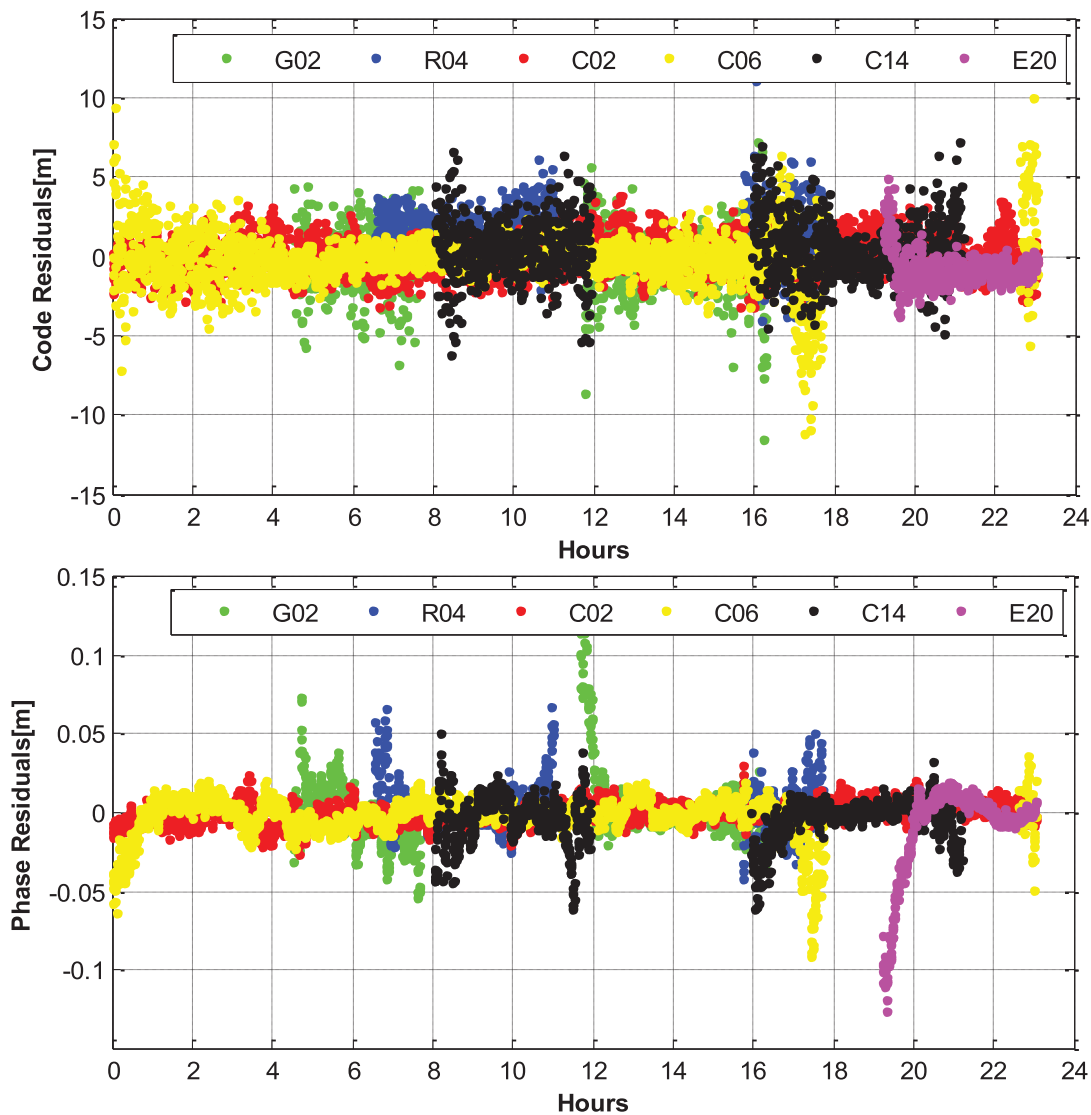 15
G02 R04 C02 C06 C14 E20
10
5
0
-5
-10
-15
Code Residuals[m]
0 2 4 6 8 10 12 14 16 18 20 22 24
Hours
0.15
G02 R04 C02 C06 C14 E20
0.1
0.05
0
-0.05
-0.1
Phase Residuals[m]
0 2 4 6 8 10 12 14 16 18 20 22 24
Hours